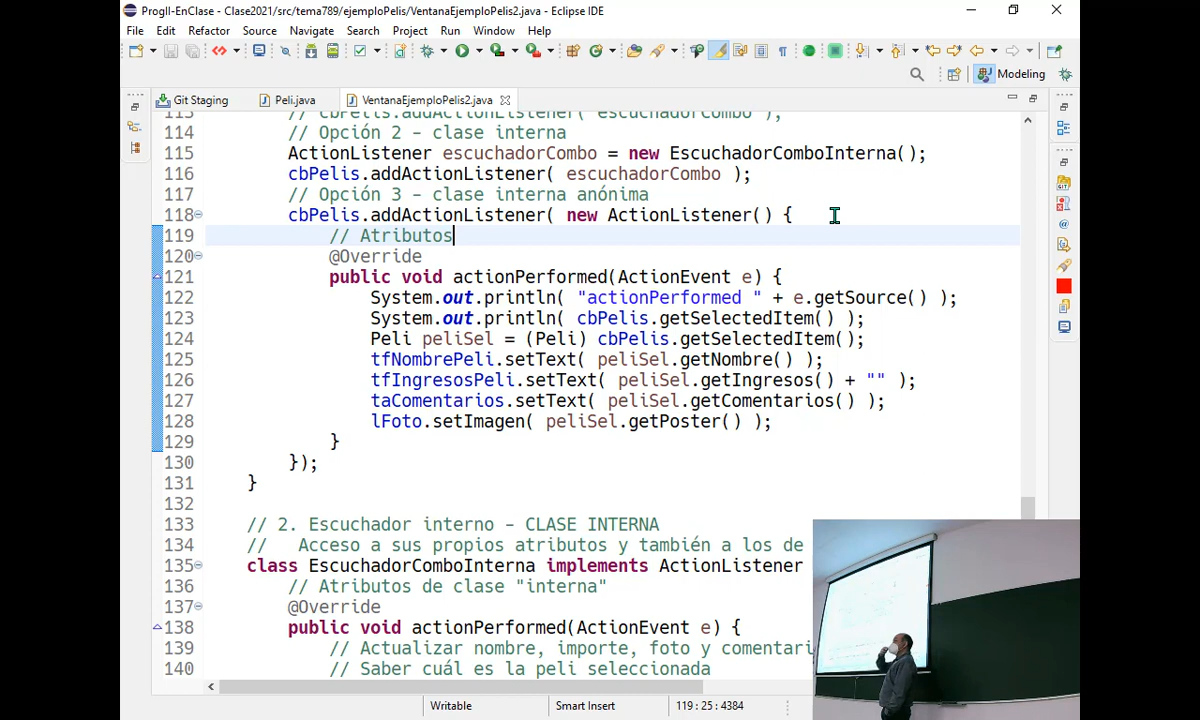 ProgII-EnClase - Clase2021/src/tema789/ejemploPelis/VentanaEjemploPelis2.java - Eclipse IDE
File Edit Refactor Source Navigate Search Project Run Window Help
Modeling
Git Staging Peli.java VentanaEjemploPelis2.java
113 // cbPelis.addActionListener( escuchadorCombo );
114 // Opción 2 - clase interna
115 ActionListener escuchadorCombo = new EscuchadorComboInterna();
116 cbPelis.addActionListener( escuchadorCombo );
117 // Opción 3 - clase interna anónima
118 cbPelis.addActionListener( new ActionListener() {
119 // Atributos
120 @Override
121 public void actionPerformed(ActionEvent e) {
122 System.out.println( "actionPerformed " + e.getSource() );
123 System.out.println( cbPelis.getSelectedItem() );
124 Peli peliSel = (Peli) cbPelis.getSelectedItem();
125 tfNombrePeli.setText( peliSel.getNombre() );
126 tfIngresosPeli.setText( peliSel.getIngresos() + "" );
127 taComentarios.setText( peliSel.getComentarios() );
128 lFoto.setImagen( peliSel.getPoster() );
129 }
130 });
131 }
132
133 // 2. Escuchador interno - CLASE INTERNA
134 // Acceso a sus propios atributos y también a los de
135 class EscuchadorComboInterna implements ActionListener
136 // Atributos de clase "interna"
137 @Override
138 public void actionPerformed(ActionEvent e) {
139 // Actualizar nombre, importe, foto y comentari
140 // Saber cuál es la peli seleccionada
Writable Smart Insert 119 : 25 : 4384